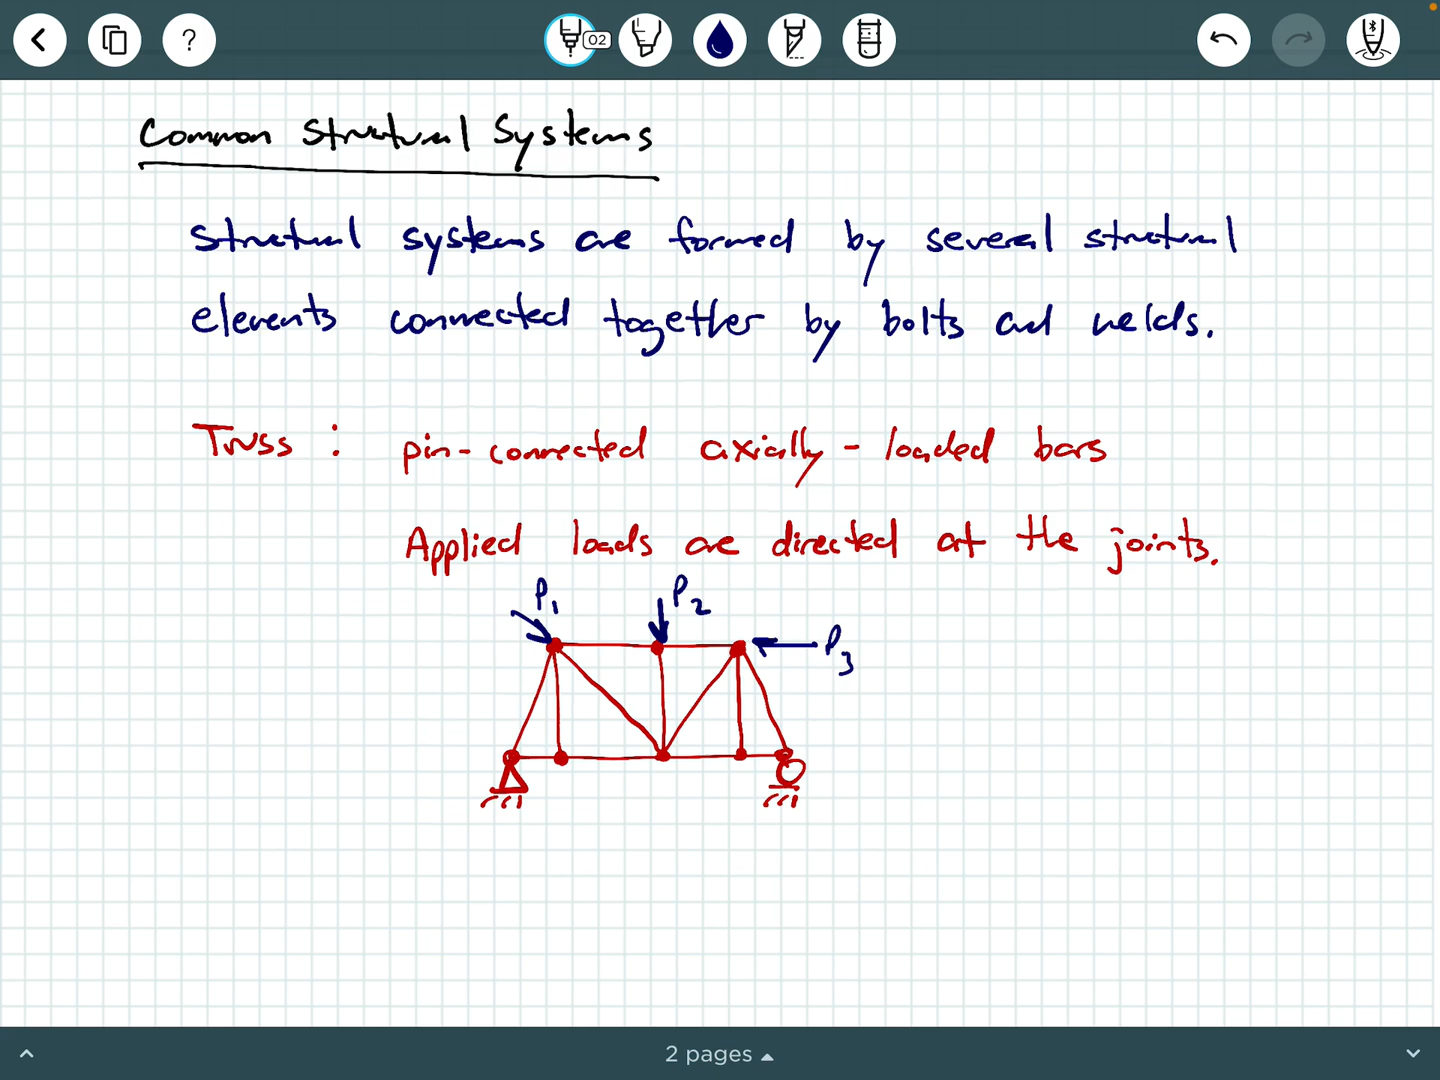 ?
02
Common Structural Systems
Structural systems are formed by several structural
elements connected together by bolts and welds.
Truss : pin-connected axially-loaded bars
Applied loads are directed at the joints.
P1 P2
P3
2 pages